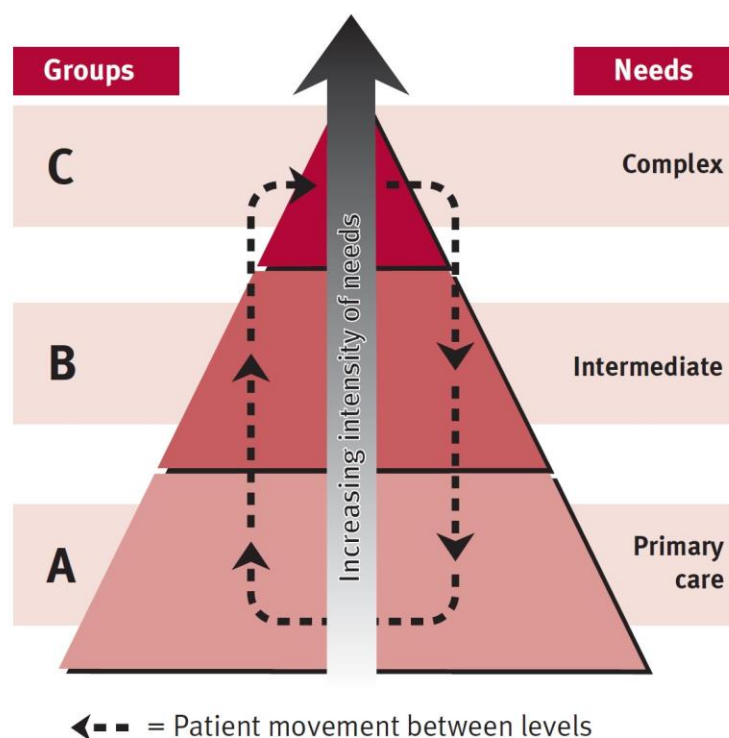 Groups
Needs
C
Complex
B
Intermediate
A
Primary
care
Increasing intensity of needs
= Patient movement between levels